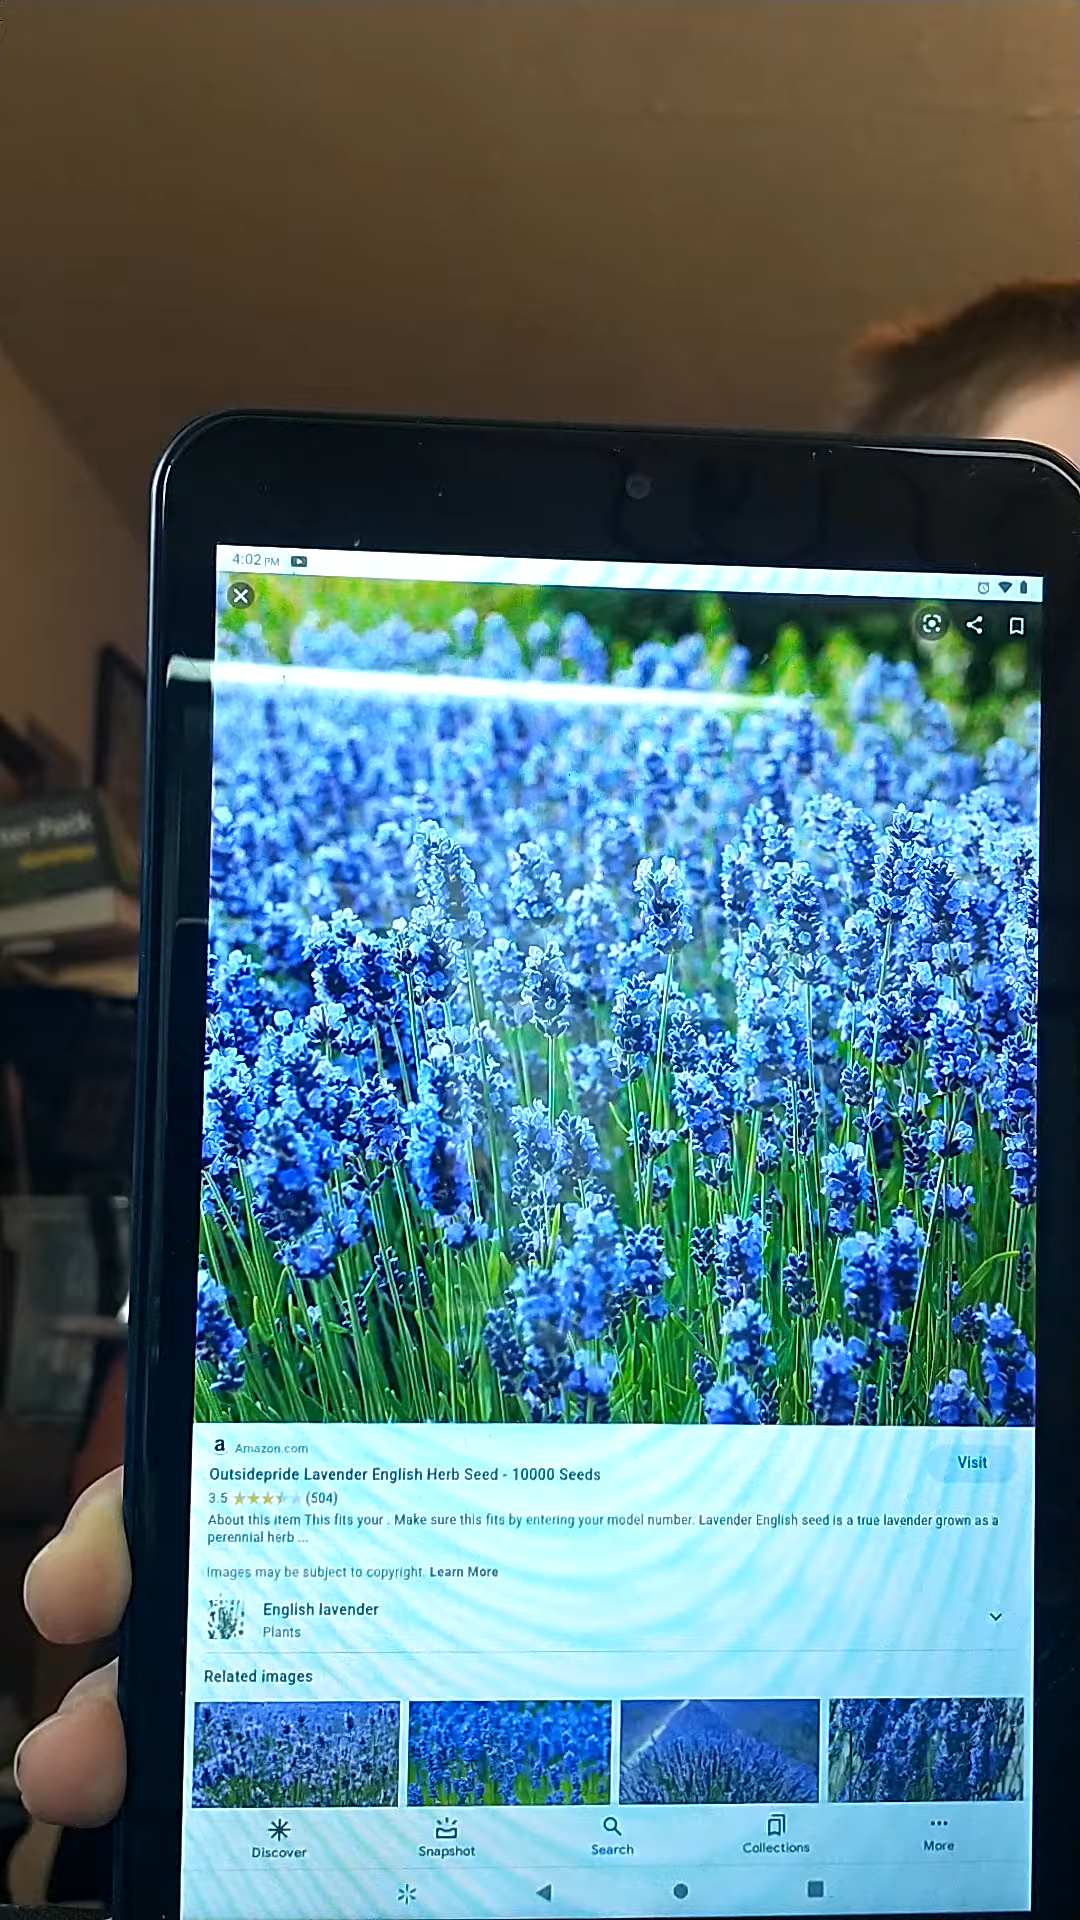 4:02 PM
ter Pack
a Amazon.com
Visit
Outsidepride Lavender English Herb Seed - 10000 Seeds
3.5 (504)
About this item This fits your . Make sure this fits by entering your model number. Lavender English seed is a true lavender grown as a
perennial herb ...
Images may be subject to copyright. Learn More
English lavender
Plants
Related images
Discover
Snapshot
Search
Collections
More